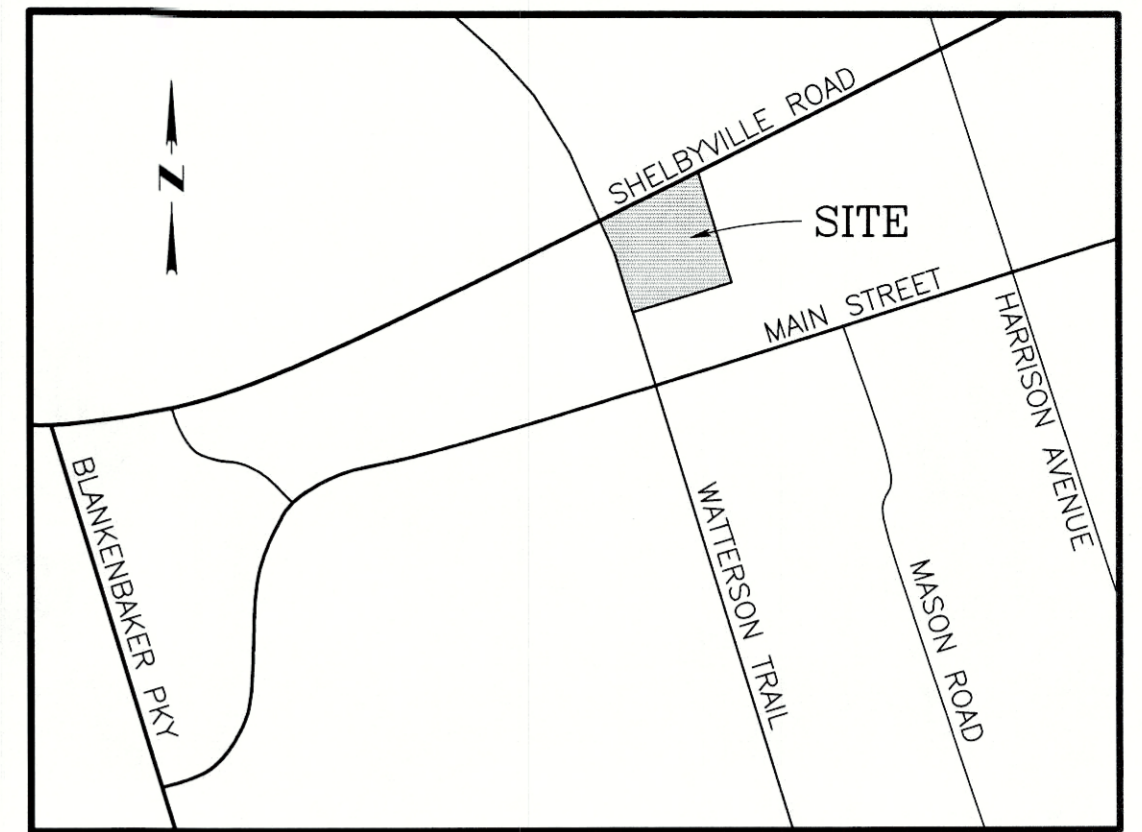 SHELBYVILLE ROAD
N
SITE
MAIN STREET
HARRISON AVENUE
BLANKENBAKER PKY
WATTERSON TRAIL
MASON ROAD